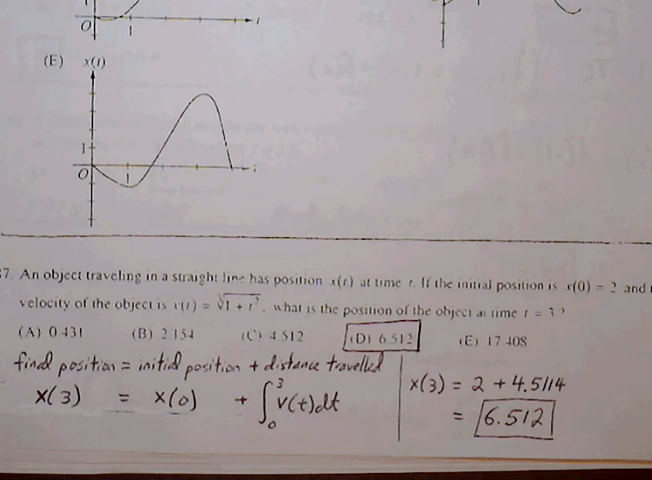 O 1 t
(E) x(t)
1
O 1 t
87. An object traveling in a straight line has position x(t) at time t. If the initial position is x(0) = 2 and
velocity of the object is v(t) = ∛(1 + t²), what is the position of the object at time t = 3?
(A) 0.431 (B) 2.154 (C) 4.512 (D) 6.512 (E) 17.408
final position = initial position + distance travelled
x(3) = x(0) + ∫₀³ v(t)dt
x(3) = 2 + 4.5114
= 6.512